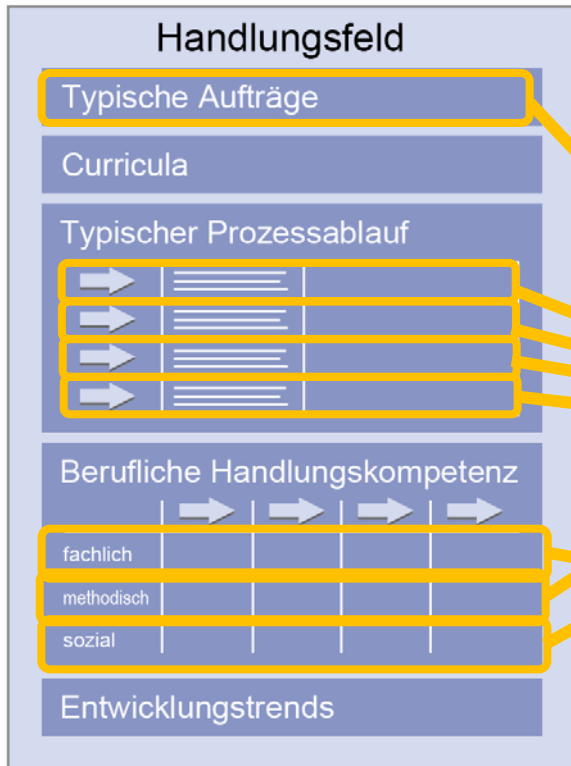 Handlungsfeld
Typische Aufträge
Curricula
Typischer Prozessablauf
Berufliche Handlungskompetenz
fachlich
methodisch
sozial
Entwicklungstrends